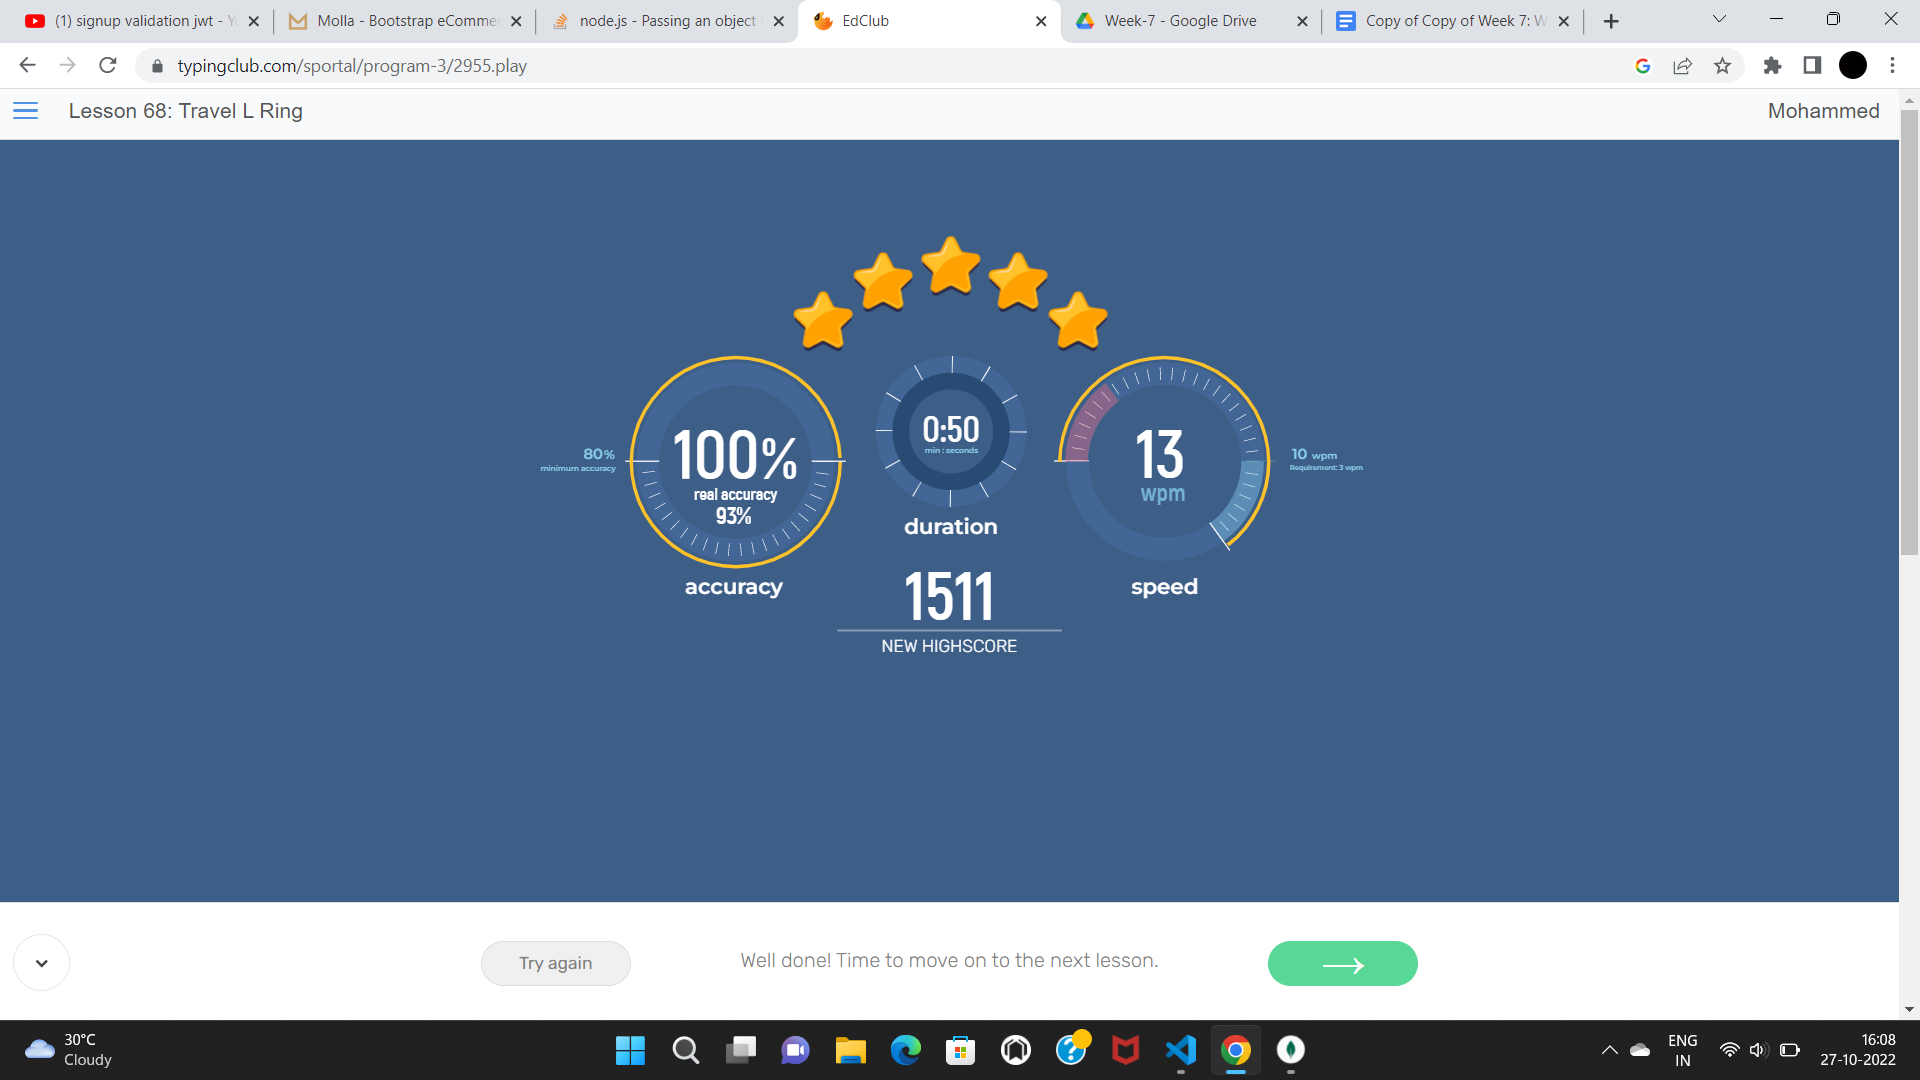 (1) signup validation jwt - Y
Molla - Bootstrap eCommer
node.js - Passing an object
EdClub
Week-7 - Google Drive
Copy of Copy of Week 7: W
typingclub.com/sportal/program-3/2955.play
Lesson 68: Travel L Ring
Mohammed
80%
minimum accuracy
100%
real accuracy
93%
accuracy
0:50
min : seconds
duration
13
wpm
speed
10 wpm
Requirement: 3 wpm
1511
NEW HIGHSCORE
Try again
Well done! Time to move on to the next lesson.
30°C
Cloudy
ENG
IN
16:08
27-10-2022